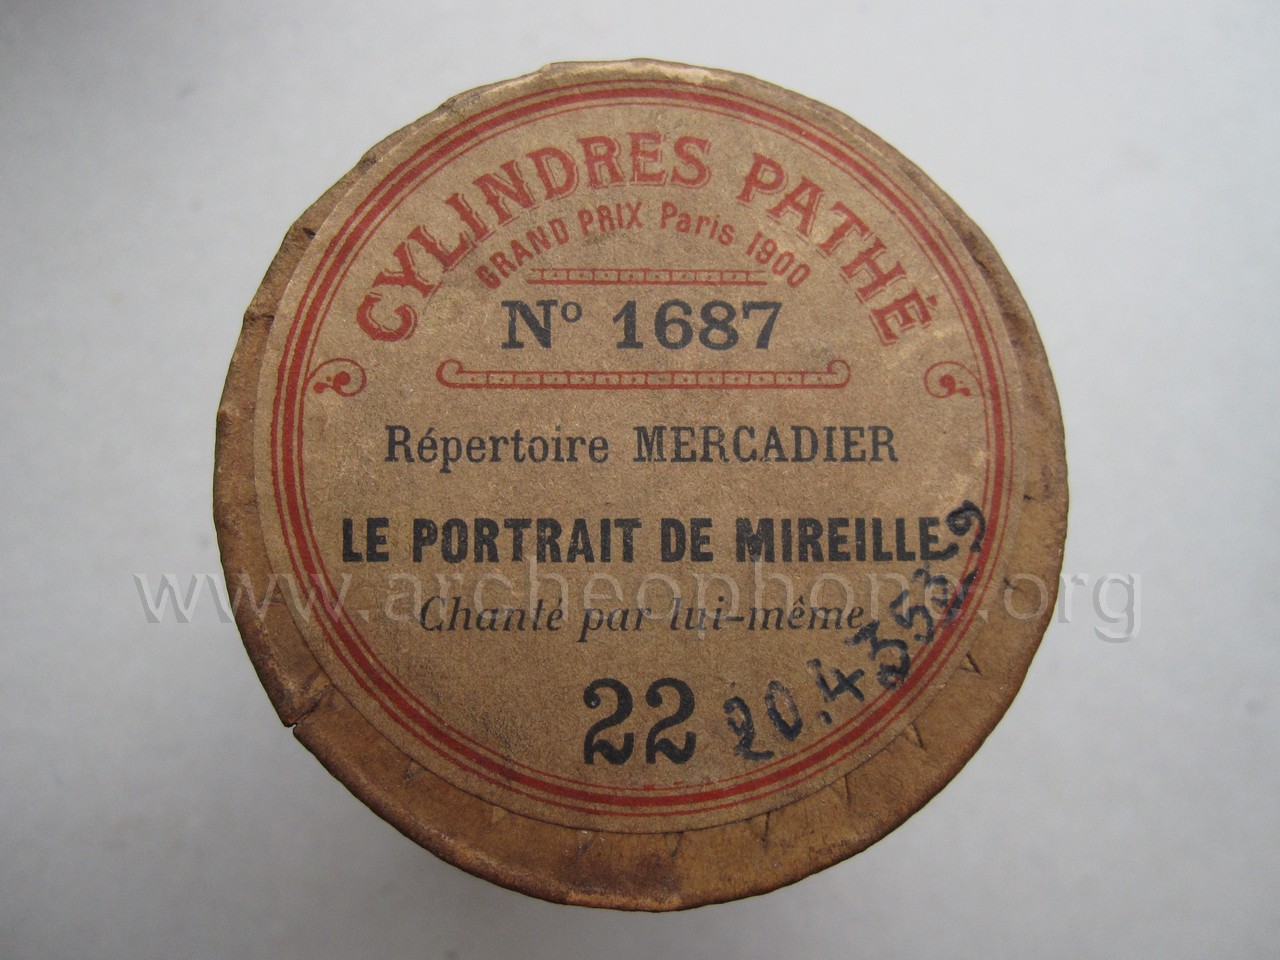 CYLINDRES PATHÉ
GRAND PRIX Paris 1900
Nº 1687
Répertoire MERCADIER
LE PORTRAIT DE MIREILLE
www.archeophone.org
Chanté par lui-même
22